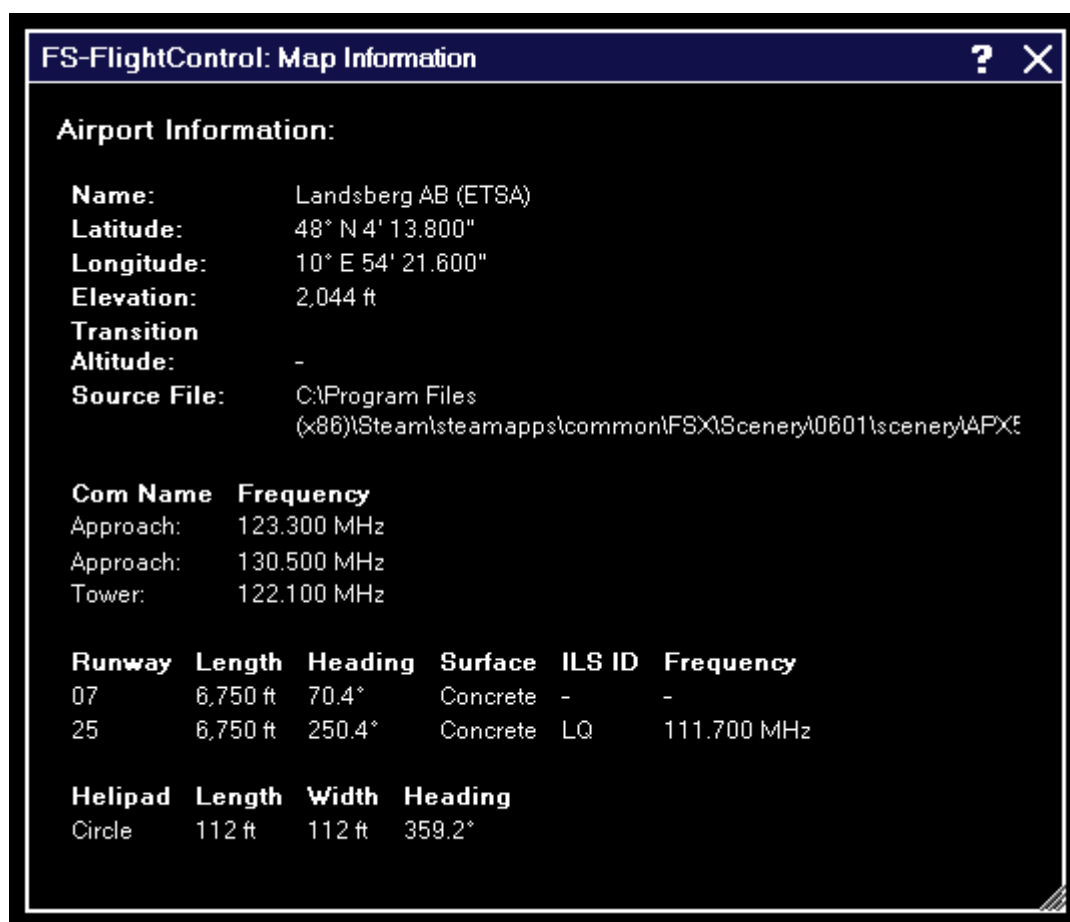 FS-FlightControl: Map Information ? X
Airport Information:
Name: Landsberg AB (ETSA)
Latitude: 48° N 4' 13.800"
Longitude: 10° E 54' 21.600"
Elevation: 2,044 ft
Transition
Altitude: -
Source File: C:\Program Files
(x86)\Steam\steamapps\common\FSX\Scenery\0601\scenery\APX
Com Name Frequency
Approach: 123.300 MHz
Approach: 130.500 MHz
Tower: 122.100 MHz
Runway Length Heading Surface ILS ID Frequency
07 6,750 ft 70.4° Concrete - -
25 6,750 ft 250.4° Concrete LQ 111.700 MHz
Helipad Length Width Heading
Circle 112 ft 112 ft 359.2°